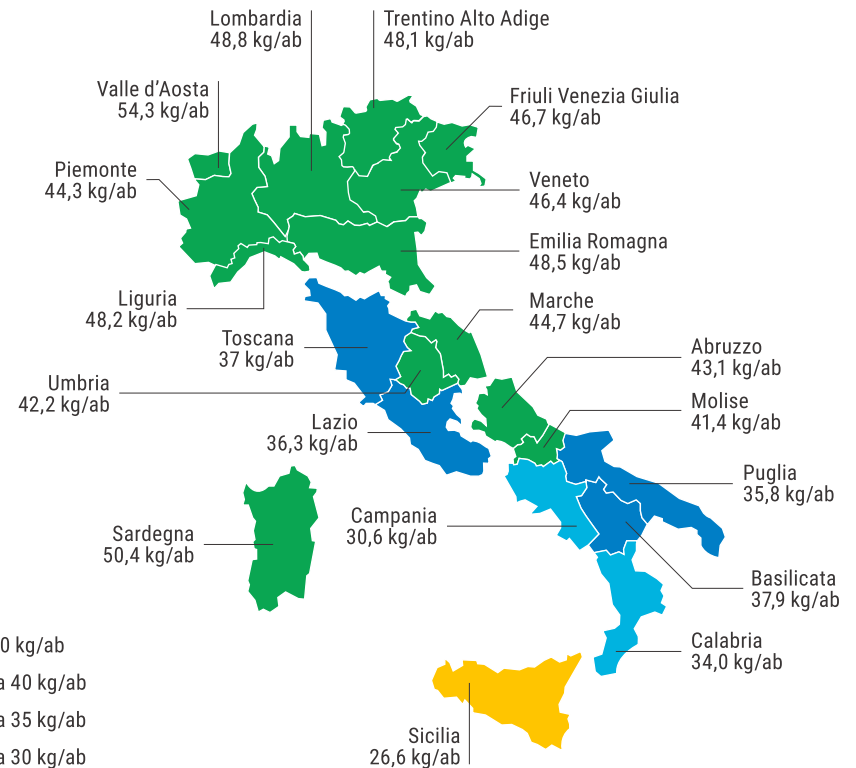 Lombardia
48,8 kg/ab
Trentino Alto Adige
48,1 kg/ab
Valle d’Aosta
54,3 kg/ab
Friuli Venezia Giulia
46,7 kg/ab
Piemonte
44,3 kg/ab
Veneto
46,4 kg/ab
Emilia Romagna
48,5 kg/ab
Liguria
48,2 kg/ab
Marche
44,7 kg/ab
Toscana
37 kg/ab
Abruzzo
43,1 kg/ab
Umbria
42,2 kg/ab
Molise
41,4 kg/ab
Lazio
36,3 kg/ab
Puglia
35,8 kg/ab
Campania
30,6 kg/ab
Sardegna
50,4 kg/ab
Basilicata
37,9 kg/ab
Calabria
34,0 kg/ab
0 kg/ab
a 40 kg/ab
a 35 kg/ab
a 30 kg/ab
Sicilia
26,6 kg/ab